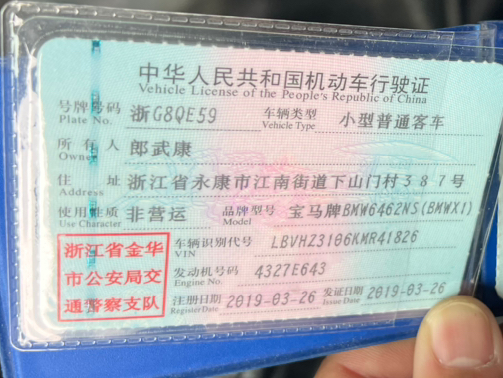 中华人民共和国机动车行驶证
Vehicle License of the People's Republic of China
号牌号码 浙G8QE59 车辆类型 小型普通客车
Plate No. Vehicle Type
所有人 郎武康
Owner
住址 浙江省永康市江南街道下山门村387号
Address
使用性质 非营运 品牌型号 宝马牌BMW6462NS(BMWX1)
Use Character Model
浙江省金华
市公安局交
通警察支队
车辆识别代号 LBVHZ3106KMR41826
VIN
发动机号码 4327E643
Engine No.
注册日期 2019-03-26 发证日期 2019-03-26
Register Date Issue Date